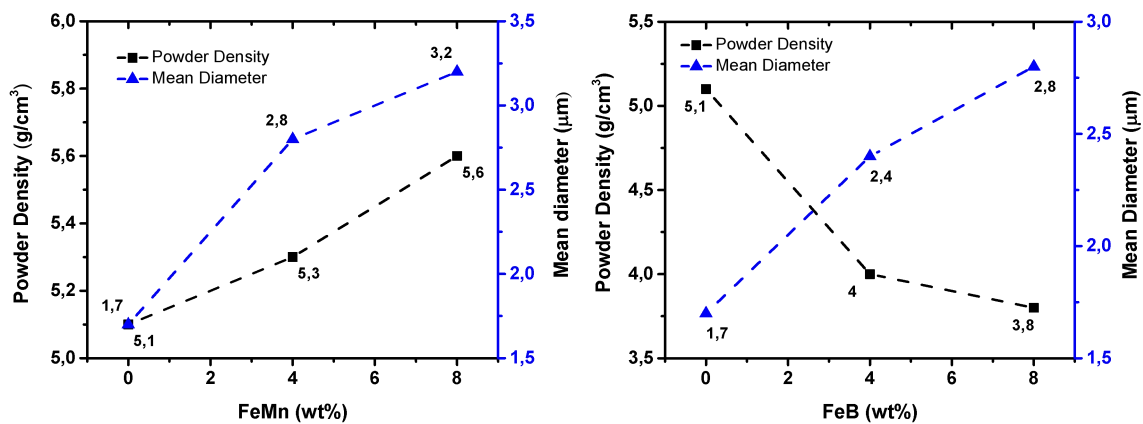 6,0
5,8
5,6
5,4
5,2
5,0
Powder Density (g/cm³)
Powder Density
Mean Diameter
1,7
5,1
2,8
5,3
3,2
5,6
3,5
3,0
2,5
2,0
1,5
Mean diameter (μm)
0 2 4 6 8
FeMn (wt%)
5,5
5,0
4,5
4,0
3,5
Powder Density (g/cm³)
Powder Density
Mean Diameter
5,1
1,7
2,4
4
2,8
3,8
3,0
2,5
2,0
1,5
Mean Diameter (μm)
0 2 4 6 8
FeB (wt%)